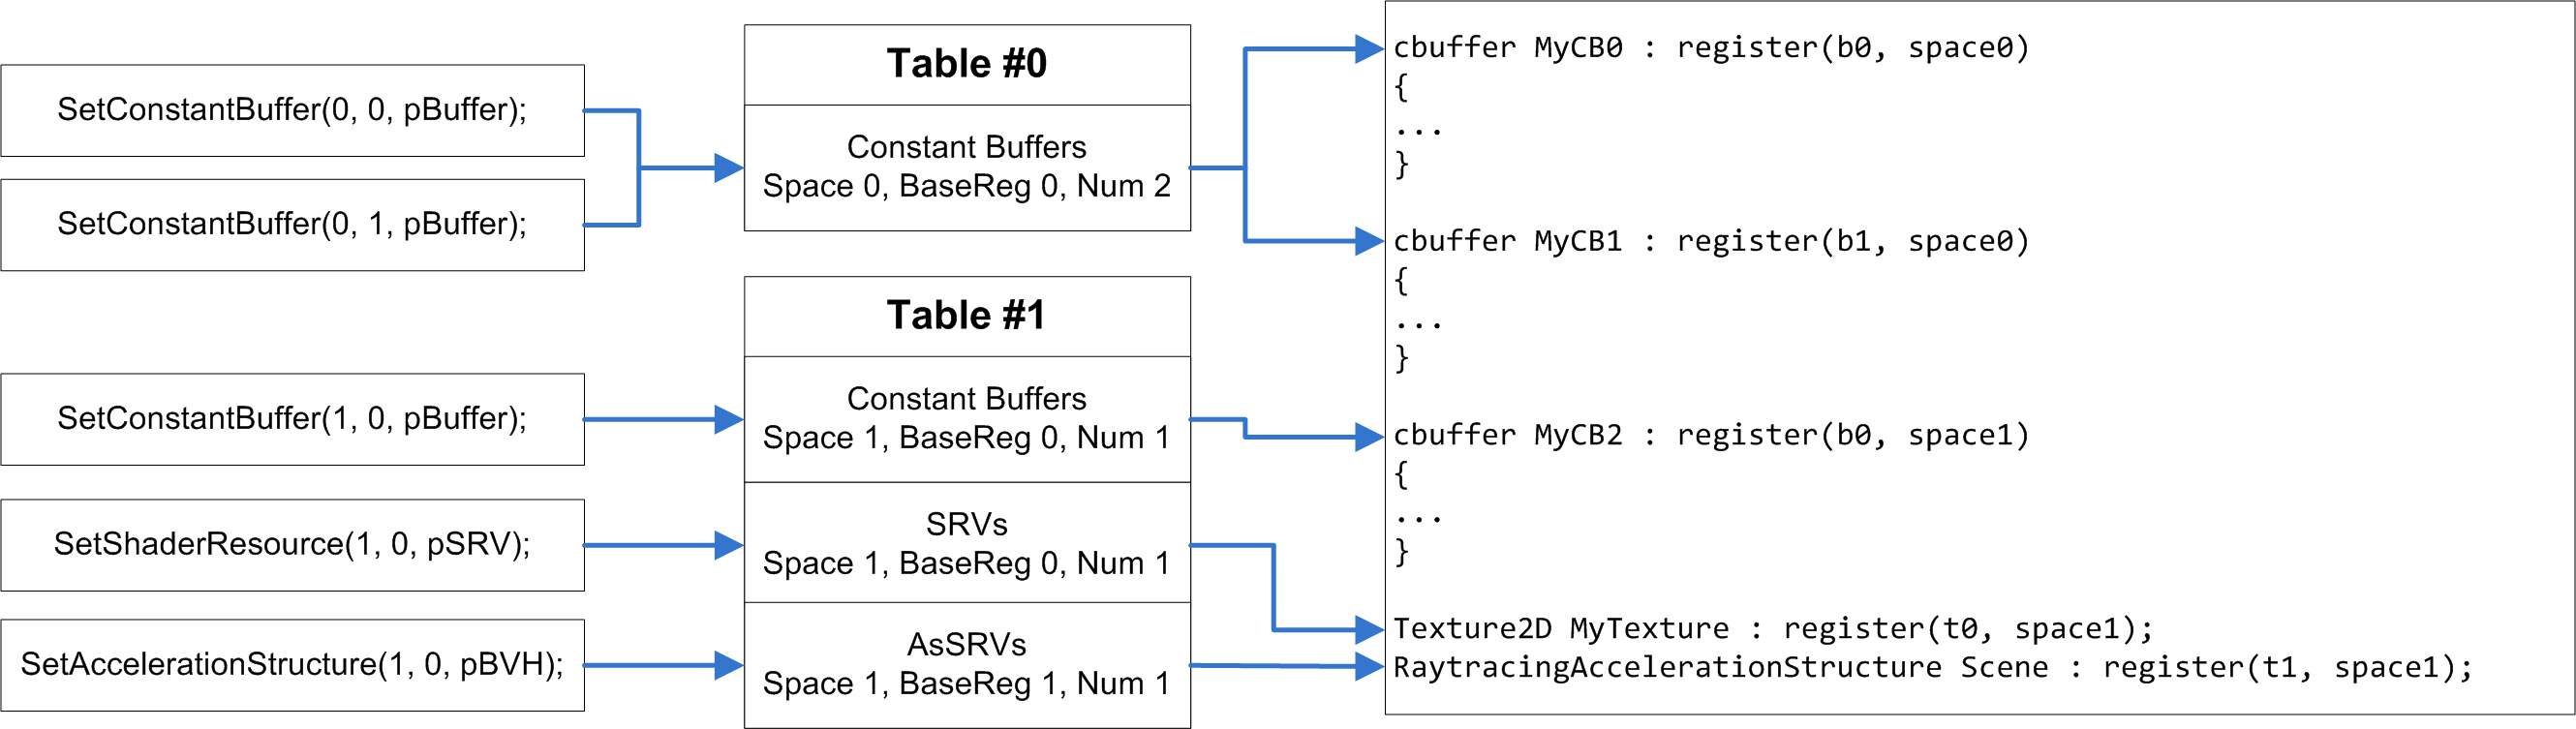 SetConstantBuffer(0, 0, pBuffer);
SetConstantBuffer(0, 1, pBuffer);
SetConstantBuffer(1, 0, pBuffer);
SetShaderResource(1, 0, pSRV);
SetAccelerationStructure(1, 0, pBVH);
Table #0
Constant Buffers
Space 0, BaseReg 0, Num 2
Table #1
Constant Buffers
Space 1, BaseReg 0, Num 1
SRVs
Space 1, BaseReg 0, Num 1
AsSRVs
Space 1, BaseReg 1, Num 1
cbuffer MyCB0 : register(b0, space0)
{
...
}
cbuffer MyCB1 : register(b1, space0)
{
...
}
cbuffer MyCB2 : register(b0, space1)
{
...
}
Texture2D MyTexture : register(t0, space1);
RaytracingAccelerationStructure Scene : register(t1, space1);